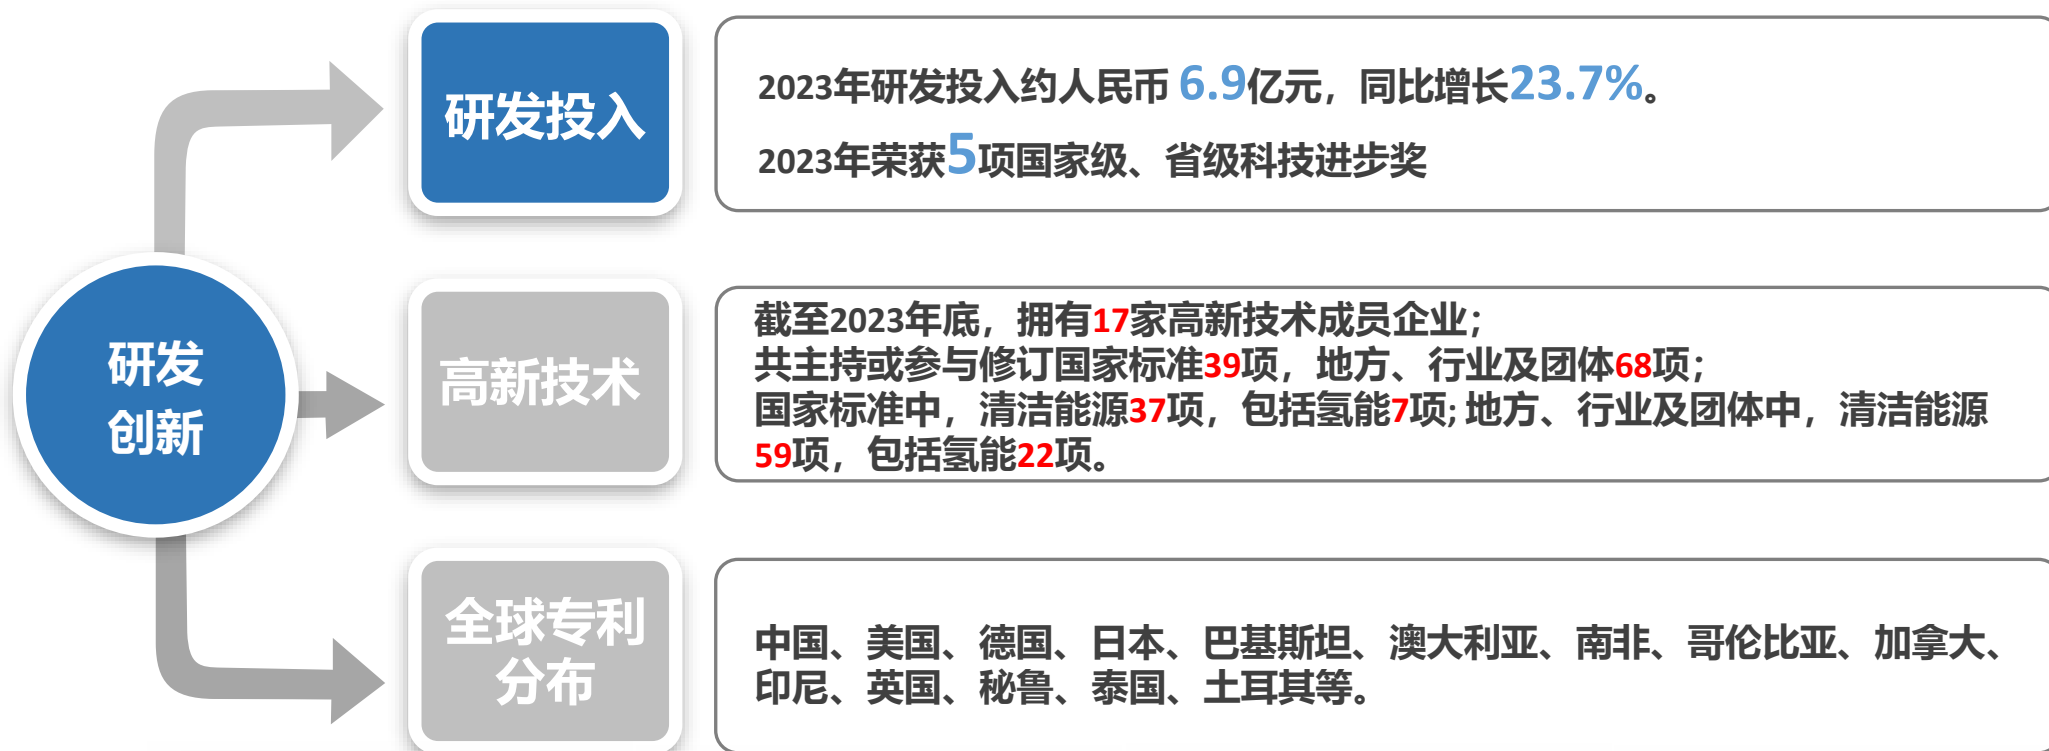 研发
创新
研发投入
2023年研发投入约人民币 6.9亿元，同比增长23.7%。
2023年荣获5项国家级、省级科技进步奖
高新技术
截至2023年底，拥有17家高新技术成员企业；
共主持或参与修订国家标准39项，地方、行业及团体68项；
国家标准中，清洁能源37项，包括氢能7项; 地方、行业及团体中，清洁能源
59项，包括氢能22项。
全球专利
分布
中国、美国、德国、日本、巴基斯坦、澳大利亚、南非、哥伦比亚、加拿大、
印尼、英国、秘鲁、泰国、土耳其等。